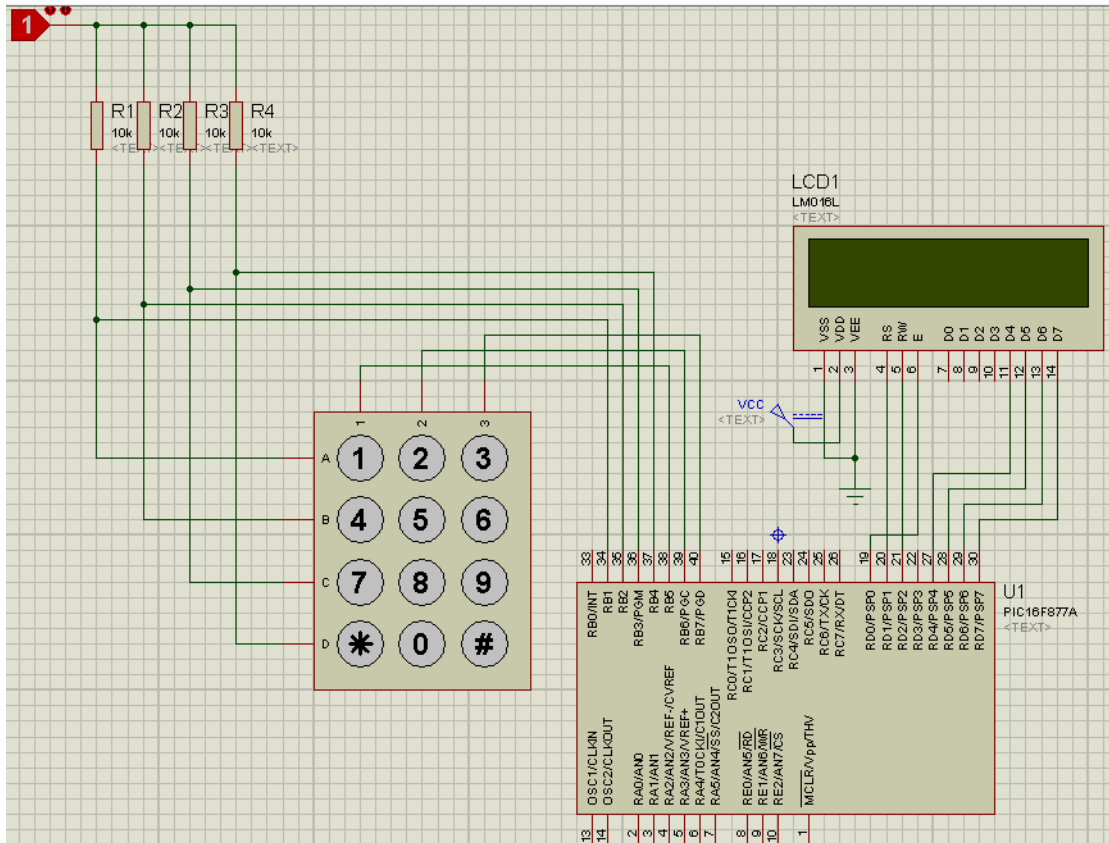 1
R1 R2 R3 R4
10k 10k 10k 10k
<TEXT> <TEXT> <TEXT> <TEXT>
LCD1
LM016L
<TEXT>
VSS VDD VEE RS RW E D0 D1 D2 D3 D4 D5 D6 D7
1 2 3 4 5 6 7 8 9 10 11 12 13 14
VCC
<TEXT>
1 2 3
A 1 2 3
B 4 5 6
C 7 8 9
D * 0 #
33 34 35 36 37 38 39 40 15 16 17 18 23 24 25 26 19 20 21 22 27 28 29 30
RB0/INT
RB1
RB2
RB3/PGM
RB4
RB5
RB6/PGC
RB7/PGD
RC0/T1OSO/T1CKI
RC1/T1OSI/CCP2
RC2/CCP1
RC3/SCK/SCL
RC4/SDI/SDA
RC5/SDO
RC6/TX/CK
RC7/RX/DT
RD0/PSP0
RD1/PSP1
RD2/PSP2
RD3/PSP3
RD4/PSP4
RD5/PSP5
RD6/PSP6
RD7/PSP7
U1
PIC16F877A
<TEXT>
OSC1/CLKIN
OSC2/CLKOUT
RA0/AN0
RA1/AN1
RA2/AN2/VREF-/CVREF
RA3/AN3/VREF+
RA4/T0CKI/C1OUT
RA5/AN4/SS/C2OUT
RE0/AN5/RD
RE1/AN6/WR
RE2/AN7/CS
MCLR/Vpp/THV
13 14 2 3 4 5 6 7 8 9 10 1